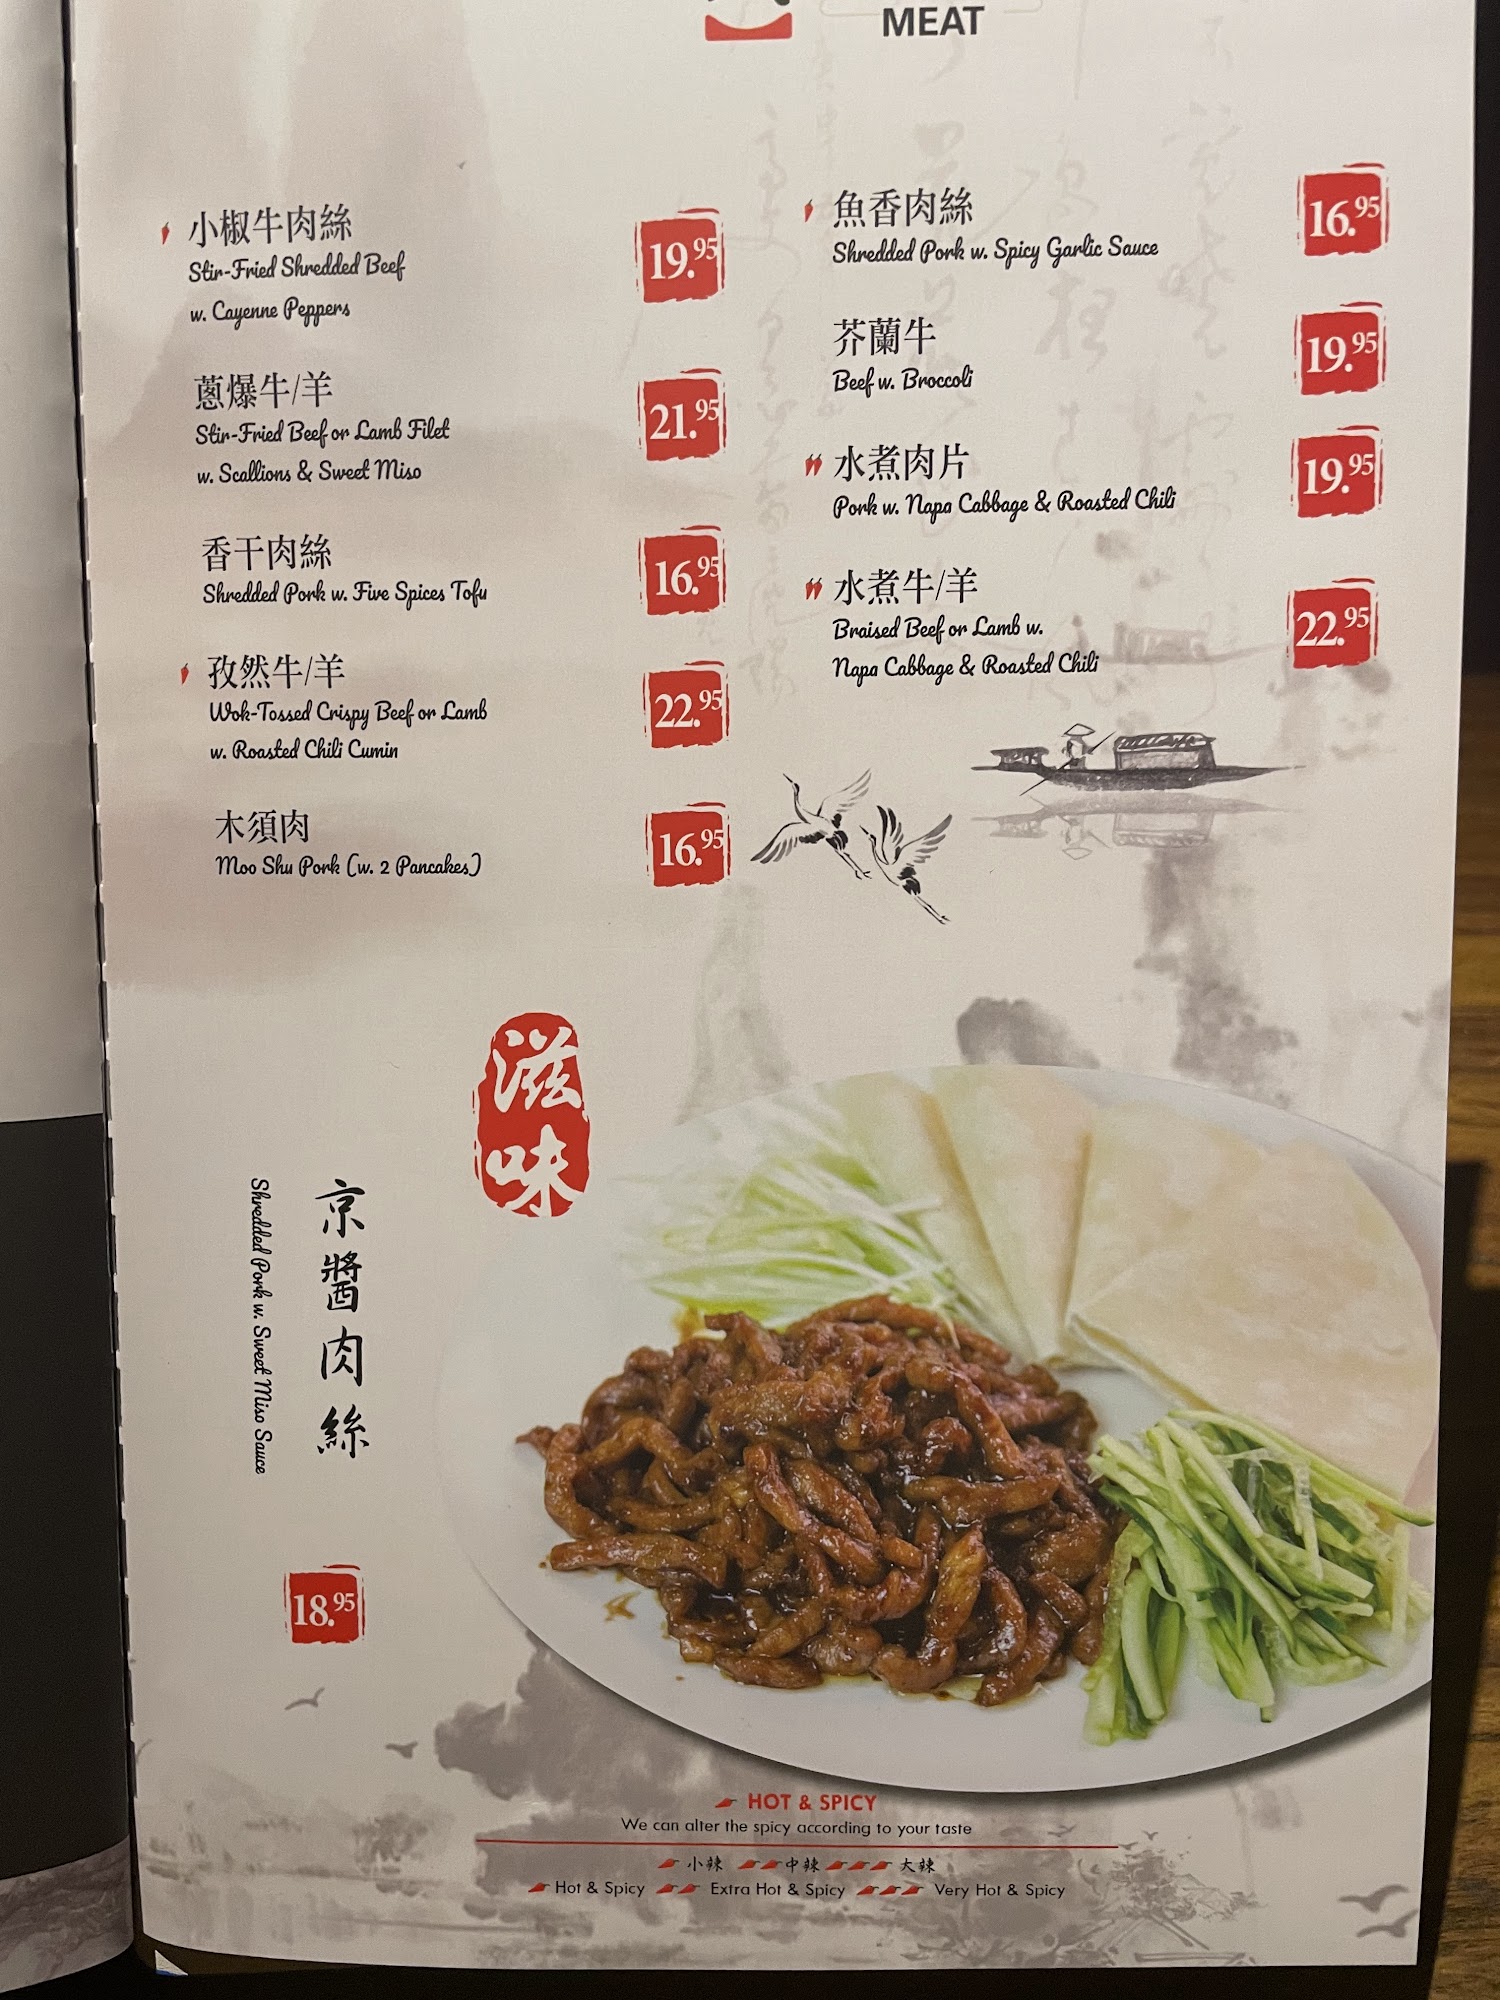 MEAT
小椒牛肉絲
Stir-Fried Shredded Beef
w. Cayenne Peppers
19.95
蔥爆牛/羊
Stir-Fried Beef or Lamb Filet
w. Scallions & Sweet Miso
21.95
香干肉絲
Shredded Pork w. Five Spices Tofu
16.95
孜然牛/羊
Wok-Tossed Crispy Beef or Lamb
w. Roasted Chili Cumin
22.95
木須肉
Moo Shu Pork (w. 2 Pancakes)
16.95
魚香肉絲
Shredded Pork w. Spicy Garlic Sauce
16.95
芥蘭牛
Beef w. Broccoli
19.95
水煮肉片
Pork w. Napa Cabbage & Roasted Chili
19.95
水煮牛/羊
Braised Beef or Lamb w.
Napa Cabbage & Roasted Chili
22.95
滋味
京醬肉絲
Shredded Pork w. Sweet Miso Sauce
18.95
HOT & SPICY
We can alter the spicy according to your taste
小辣 中辣 大辣
Hot & Spicy Extra Hot & Spicy Very Hot & Spicy